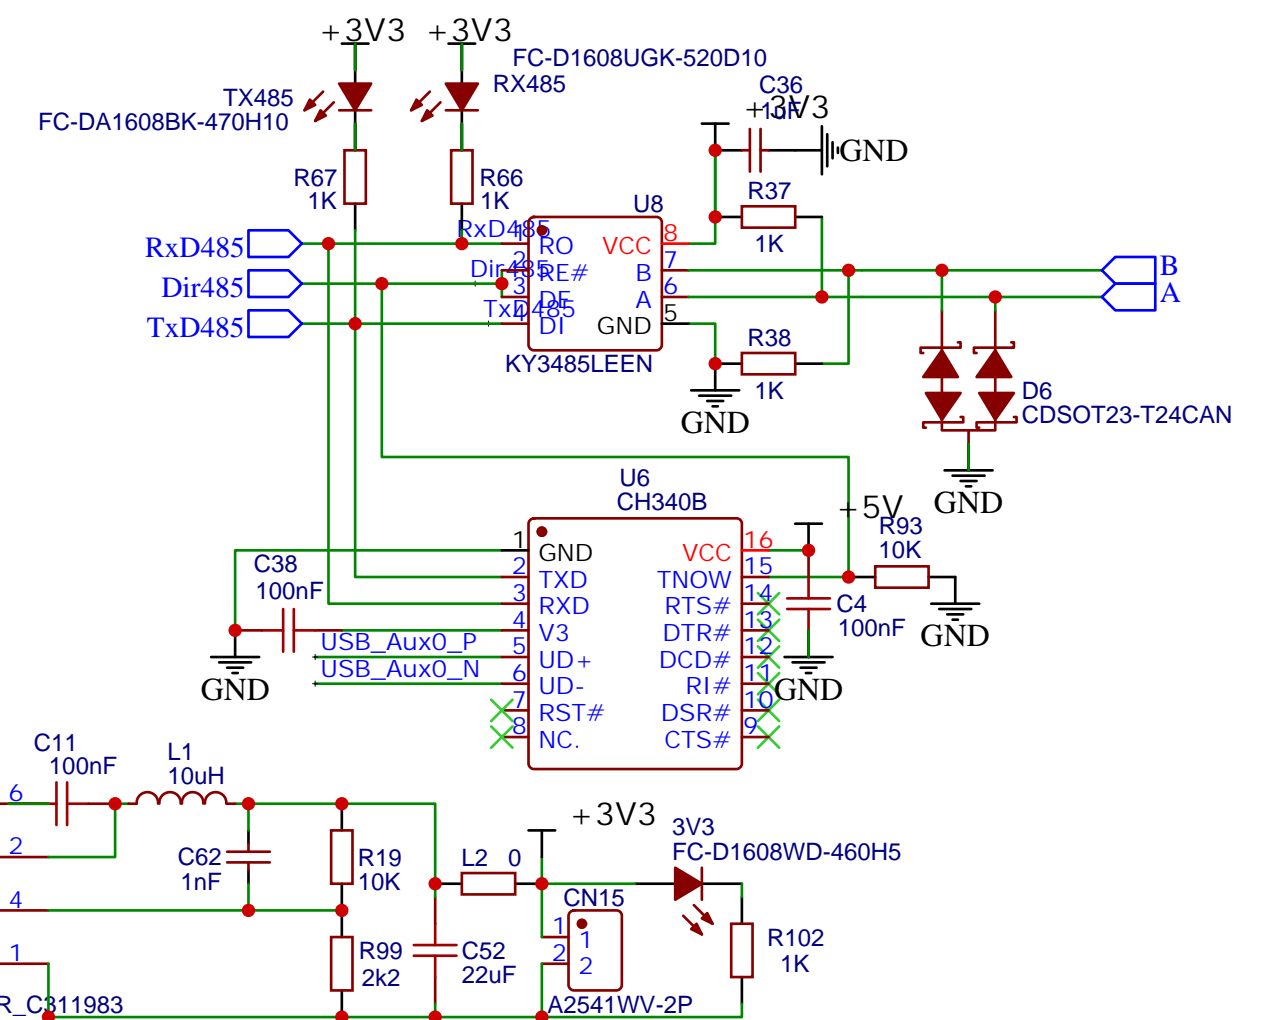 +3V3
+3V3
FC-D1608UGK-520D10
RX485
TX485
FC-DA1608BK-470H10
C36
1uF
+3V3
GND
R67
1K
R66
1K
R37
1K
U8
RxD485
RxD485
1
RO
VCC
8
Dir485
Dir485
2
RE#
B
7
B
3
DE
A
6
A
TxD485
TxD485
4
DI
GND
5
KY3485LEEN
R38
1K
GND
D6
CDSOT23-T24CAN
GND
U6
CH340B
+5V
R93
10K
GND
C38
100nF
GND
C4
100nF
GND
1
GND
VCC
16
2
TXD
TNOW
15
3
RXD
RTS#
14
4
V3
DTR#
13
USB_Aux0_P
5
UD+
DCD#
12
USB_Aux0_N
6
UD-
RI#
11
7
RST#
DSR#
10
8
NC.
CTS#
9
C11
100nF
L1
10uH
6
2
4
1
C62
1nF
R19
10K
R99
2k2
L2 0
C52
22uF
+3V3
3V3
FC-D1608WD-460H5
CN15
1
1
2
2
A2541WV-2P
R102
1K
R_C311983